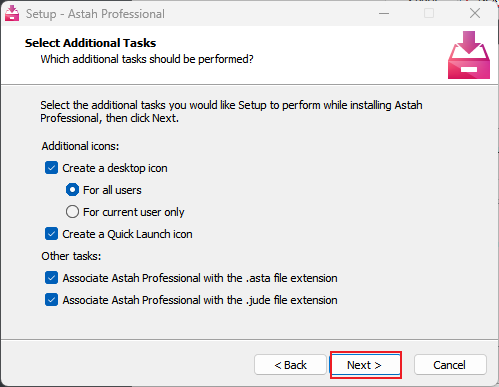 Setup - Astah Professional
Select Additional Tasks
Which additional tasks should be performed?
Select the additional tasks you would like Setup to perform while installing Astah
Professional, then click Next.
Additional icons:
Create a desktop icon
For all users
For current user only
Create a Quick Launch icon
Other tasks:
Associate Astah Professional with the .asta file extension
Associate Astah Professional with the .jude file extension
< Back
Next >
Cancel